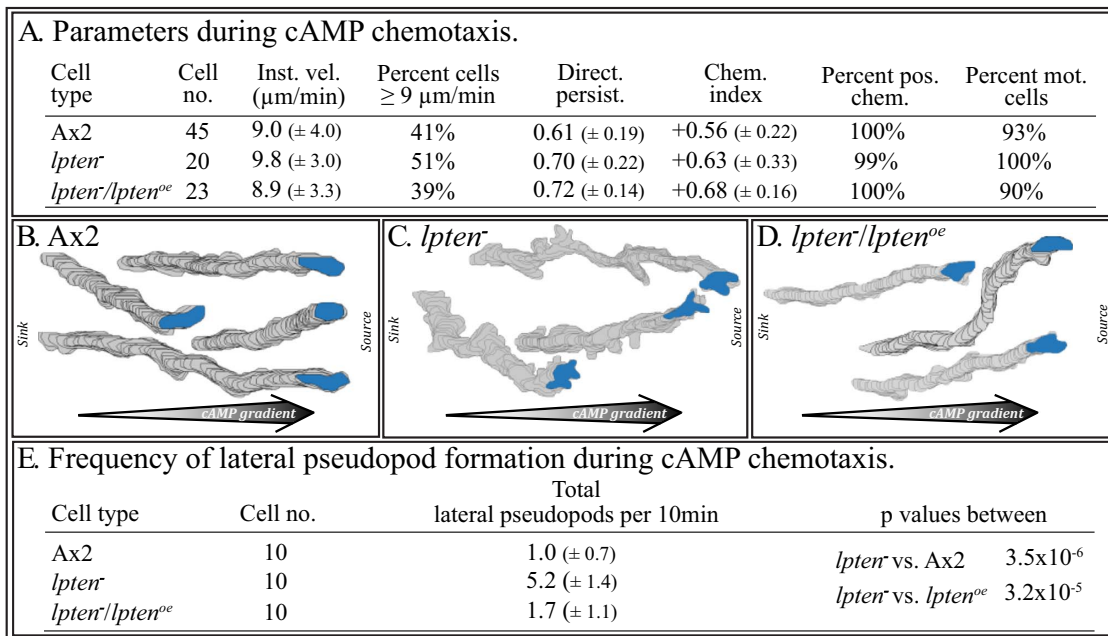 A. Parameters during cAMP chemotaxis.
Cell type Cell no. Inst. vel. (µm/min) Percent cells ≥ 9 µm/min Direct. persist. Chem. index Percent pos. chem. Percent mot. cells
Ax2 45 9.0 (± 4.0) 41% 0.61 (± 0.19) +0.56 (± 0.22) 100% 93%
lpten⁻ 20 9.8 (± 3.0) 51% 0.70 (± 0.22) +0.63 (± 0.33) 99% 100%
lpten⁻/lptenᵒᵉ 23 8.9 (± 3.3) 39% 0.72 (± 0.14) +0.68 (± 0.16) 100% 90%
B. Ax2
Sink
Source
cAMP gradient
C. lpten⁻
Sink
Source
cAMP gradient
D. lpten⁻/lptenᵒᵉ
Sink
Source
cAMP gradient
E. Frequency of lateral pseudopod formation during cAMP chemotaxis.
Cell type Cell no. Total lateral pseudopods per 10min p values between
Ax2 10 1.0 (± 0.7)
lpten⁻ 10 5.2 (± 1.4)
lpten⁻/lptenᵒᵉ 10 1.7 (± 1.1)
lpten⁻ vs. Ax2 3.5x10⁻⁶
lpten⁻ vs. lptenᵒᵉ 3.2x10⁻⁵